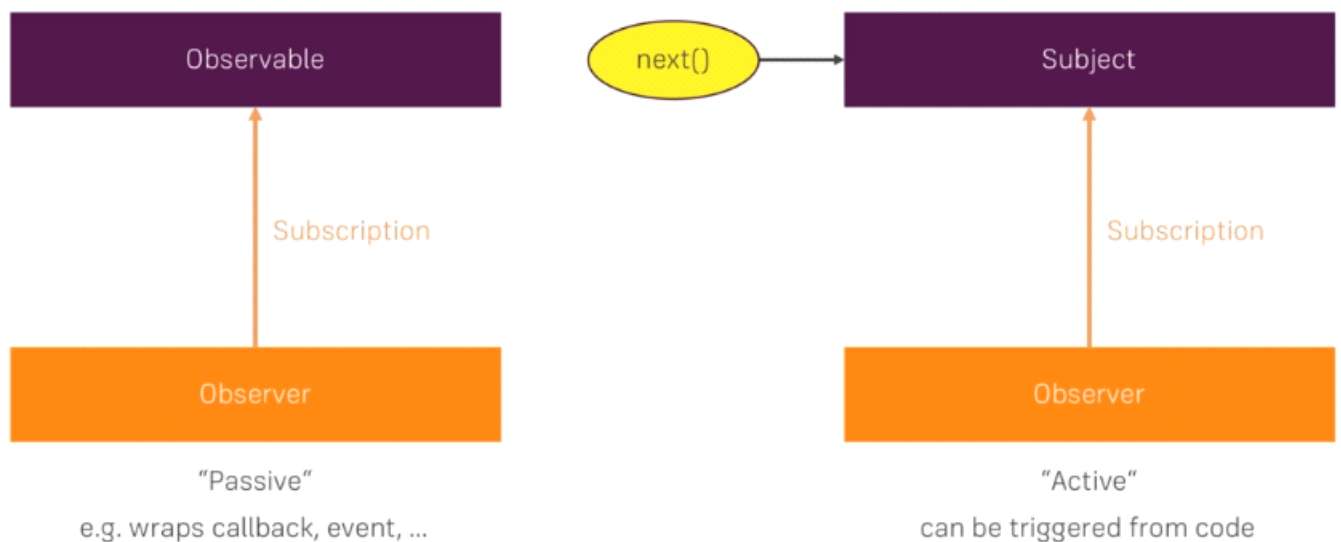 Observable
next()
Subject
Subscription
Subscription
Observer
Observer
“Passive“
“Active“
e.g. wraps callback, event, ...
can be triggered from code